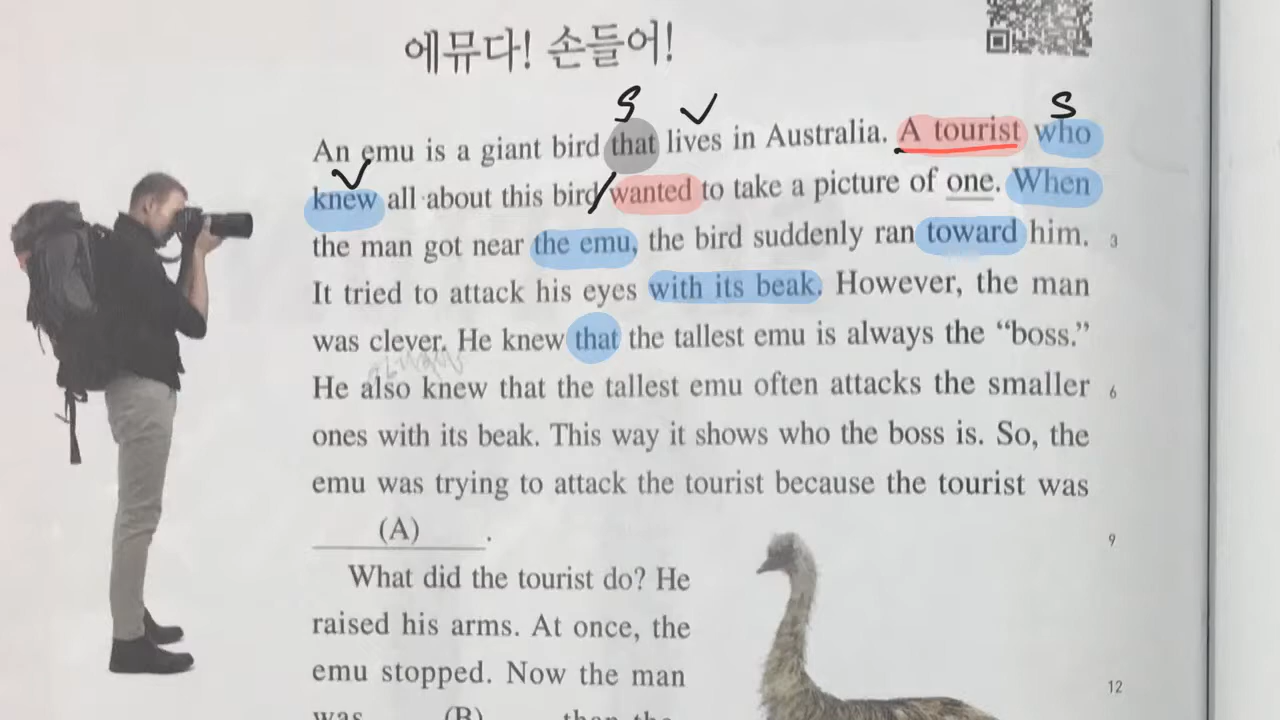 에뮤다! 손들어!
S
An emu is a giant bird that lives in Australia. A tourist who
S
knew all about this bird wanted to take a picture of one. When
the man got near the emu, the bird suddenly ran toward him. 3
It tried to attack his eyes with its beak. However, the man
was clever. He knew that the tallest emu is always the “boss.”
He also knew that the tallest emu often attacks the smaller 6
ones with its beak. This way it shows who the boss is. So, the
emu was trying to attack the tourist because the tourist was
(A) . 9
What did the tourist do? He
raised his arms. At once, the
emu stopped. Now the man 12
was (B) than the